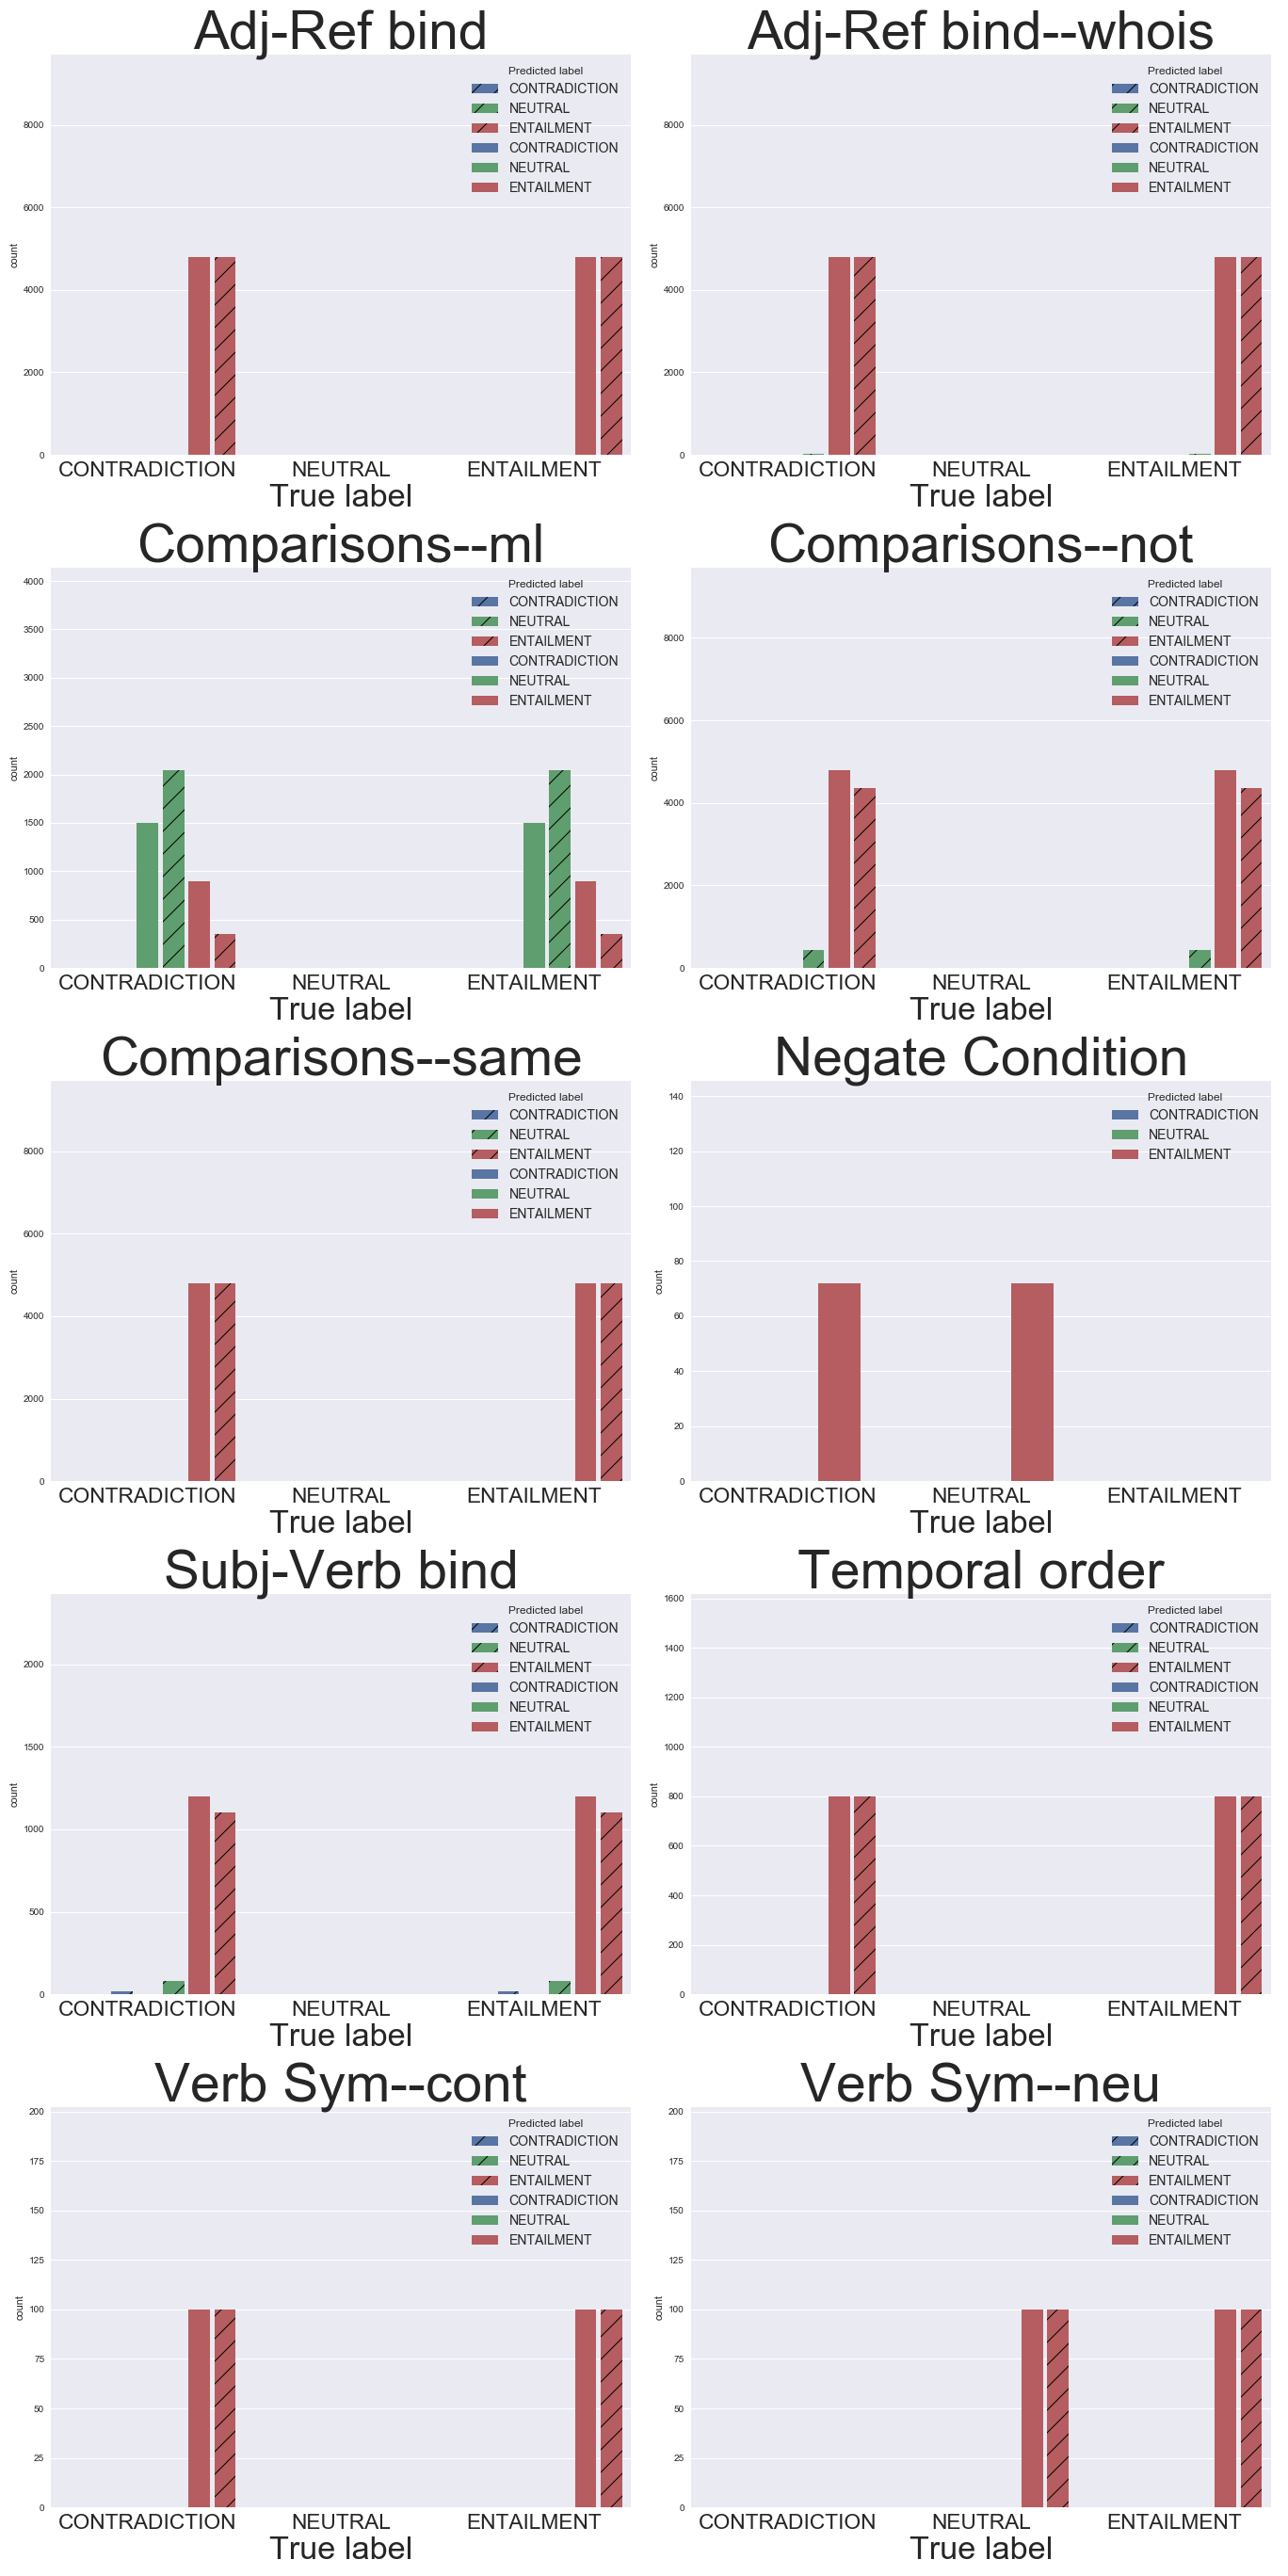 Adj-Ref bind
Predicted label
CONTRADICTION
NEUTRAL
ENTAILMENT
CONTRADICTION
NEUTRAL
ENTAILMENT
8000
6000
4000
2000
0
count
CONTRADICTION NEUTRAL ENTAILMENT
True label
Adj-Ref bind--whois
Predicted label
CONTRADICTION
NEUTRAL
ENTAILMENT
CONTRADICTION
NEUTRAL
ENTAILMENT
8000
6000
4000
2000
0
count
CONTRADICTION NEUTRAL ENTAILMENT
True label
Comparisons--ml
Predicted label
CONTRADICTION
NEUTRAL
ENTAILMENT
CONTRADICTION
NEUTRAL
ENTAILMENT
4000
3500
3000
2500
2000
1500
1000
500
0
count
CONTRADICTION NEUTRAL ENTAILMENT
True label
Comparisons--not
Predicted label
CONTRADICTION
NEUTRAL
ENTAILMENT
CONTRADICTION
NEUTRAL
ENTAILMENT
8000
6000
4000
2000
0
count
CONTRADICTION NEUTRAL ENTAILMENT
True label
Comparisons--same
Predicted label
CONTRADICTION
NEUTRAL
ENTAILMENT
CONTRADICTION
NEUTRAL
ENTAILMENT
8000
6000
4000
2000
0
count
CONTRADICTION NEUTRAL ENTAILMENT
True label
Negate Condition
Predicted label
CONTRADICTION
NEUTRAL
ENTAILMENT
140
120
100
80
60
40
20
0
count
CONTRADICTION NEUTRAL ENTAILMENT
True label
Subj-Verb bind
Predicted label
CONTRADICTION
NEUTRAL
ENTAILMENT
CONTRADICTION
NEUTRAL
ENTAILMENT
2000
1500
1000
500
0
count
CONTRADICTION NEUTRAL ENTAILMENT
True label
Temporal order
Predicted label
CONTRADICTION
NEUTRAL
ENTAILMENT
CONTRADICTION
NEUTRAL
ENTAILMENT
1600
1400
1200
1000
800
600
400
200
0
count
CONTRADICTION NEUTRAL ENTAILMENT
True label
Verb Sym--cont
Predicted label
CONTRADICTION
NEUTRAL
ENTAILMENT
CONTRADICTION
NEUTRAL
ENTAILMENT
200
175
150
125
100
75
50
25
0
count
CONTRADICTION NEUTRAL ENTAILMENT
True label
Verb Sym--neu
Predicted label
CONTRADICTION
NEUTRAL
ENTAILMENT
CONTRADICTION
NEUTRAL
ENTAILMENT
200
175
150
125
100
75
50
25
0
count
CONTRADICTION NEUTRAL ENTAILMENT
True label